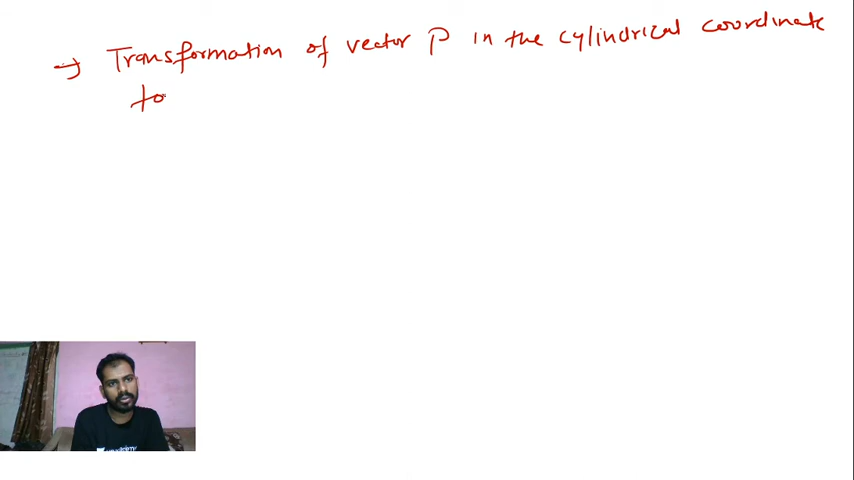 → Transformation of vector P in the cylindrical coordinate
to